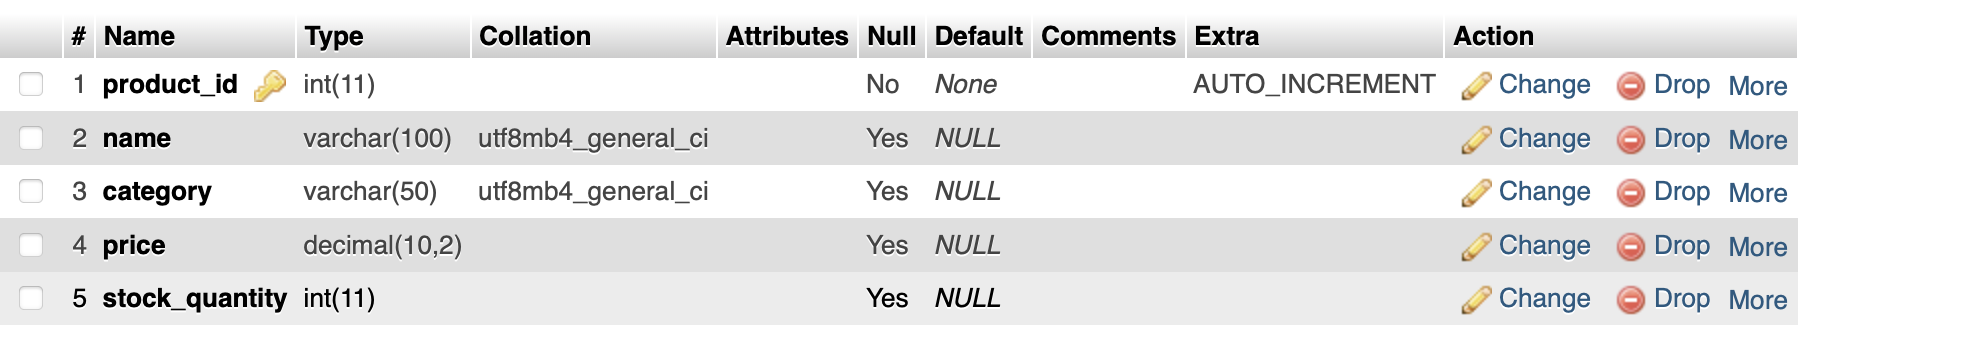 # Name Type Collation Attributes Null Default Comments Extra Action
1 product_id int(11) No None AUTO_INCREMENT Change Drop More
2 name varchar(100) utf8mb4_general_ci Yes NULL Change Drop More
3 category varchar(50) utf8mb4_general_ci Yes NULL Change Drop More
4 price decimal(10,2) Yes NULL Change Drop More
5 stock_quantity int(11) Yes NULL Change Drop More